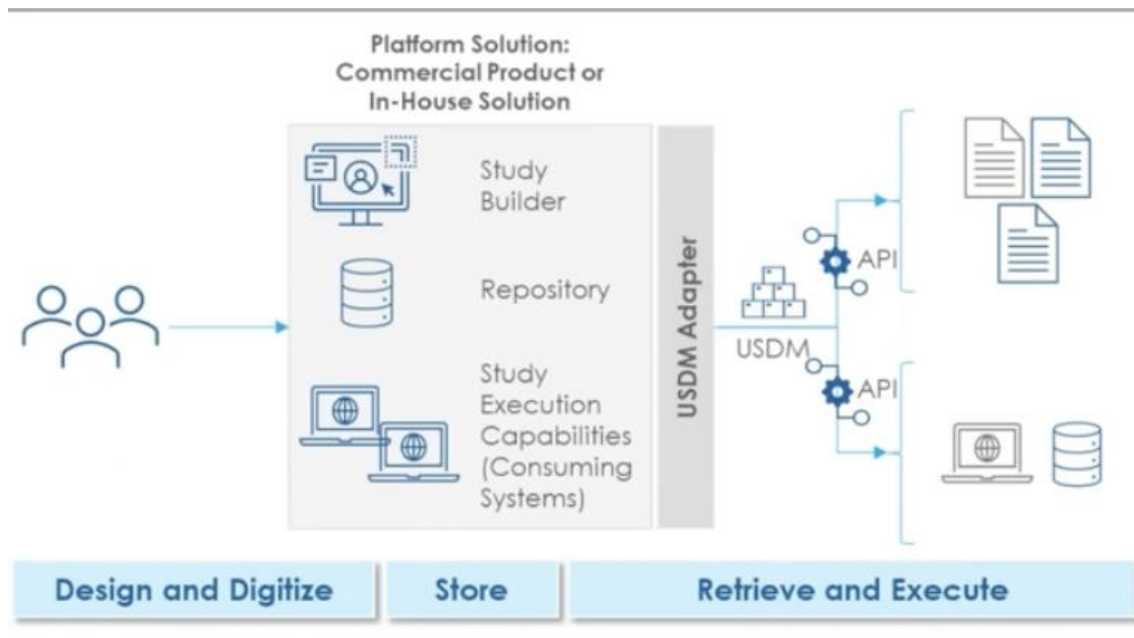 Platform Solution:
Commercial Product or
In-House Solution
Study
Builder
Repository
Study
Execution
Capabilities
(Consuming
Systems)
USDM Adapter
USDM
API
API
Design and Digitize
Store
Retrieve and Execute